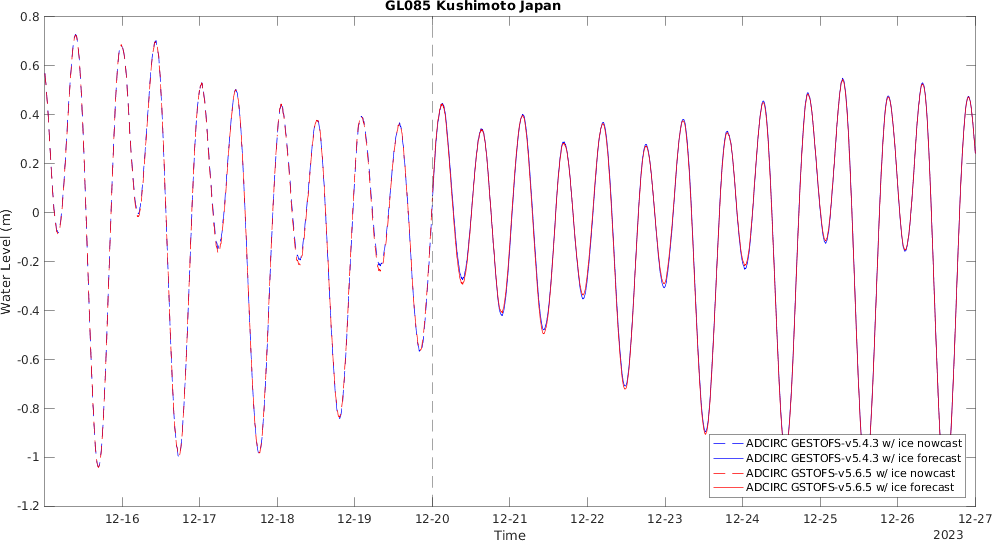 GL085 Kushimoto Japan
Water Level (m)
0.8
0.6
0.4
0.2
0
-0.2
-0.4
-0.6
-0.8
-1
-1.2
ADCIRC GESTOFS-v5.4.3 w/ ice nowcast
ADCIRC GESTOFS-v5.4.3 w/ ice forecast
ADCIRC GSTOFS-v5.6.5 w/ ice nowcast
ADCIRC GSTOFS-v5.6.5 w/ ice forecast
12-16 12-17 12-18 12-19 12-20 12-21 12-22 12-23 12-24 12-25 12-26 12-27
Time
2023